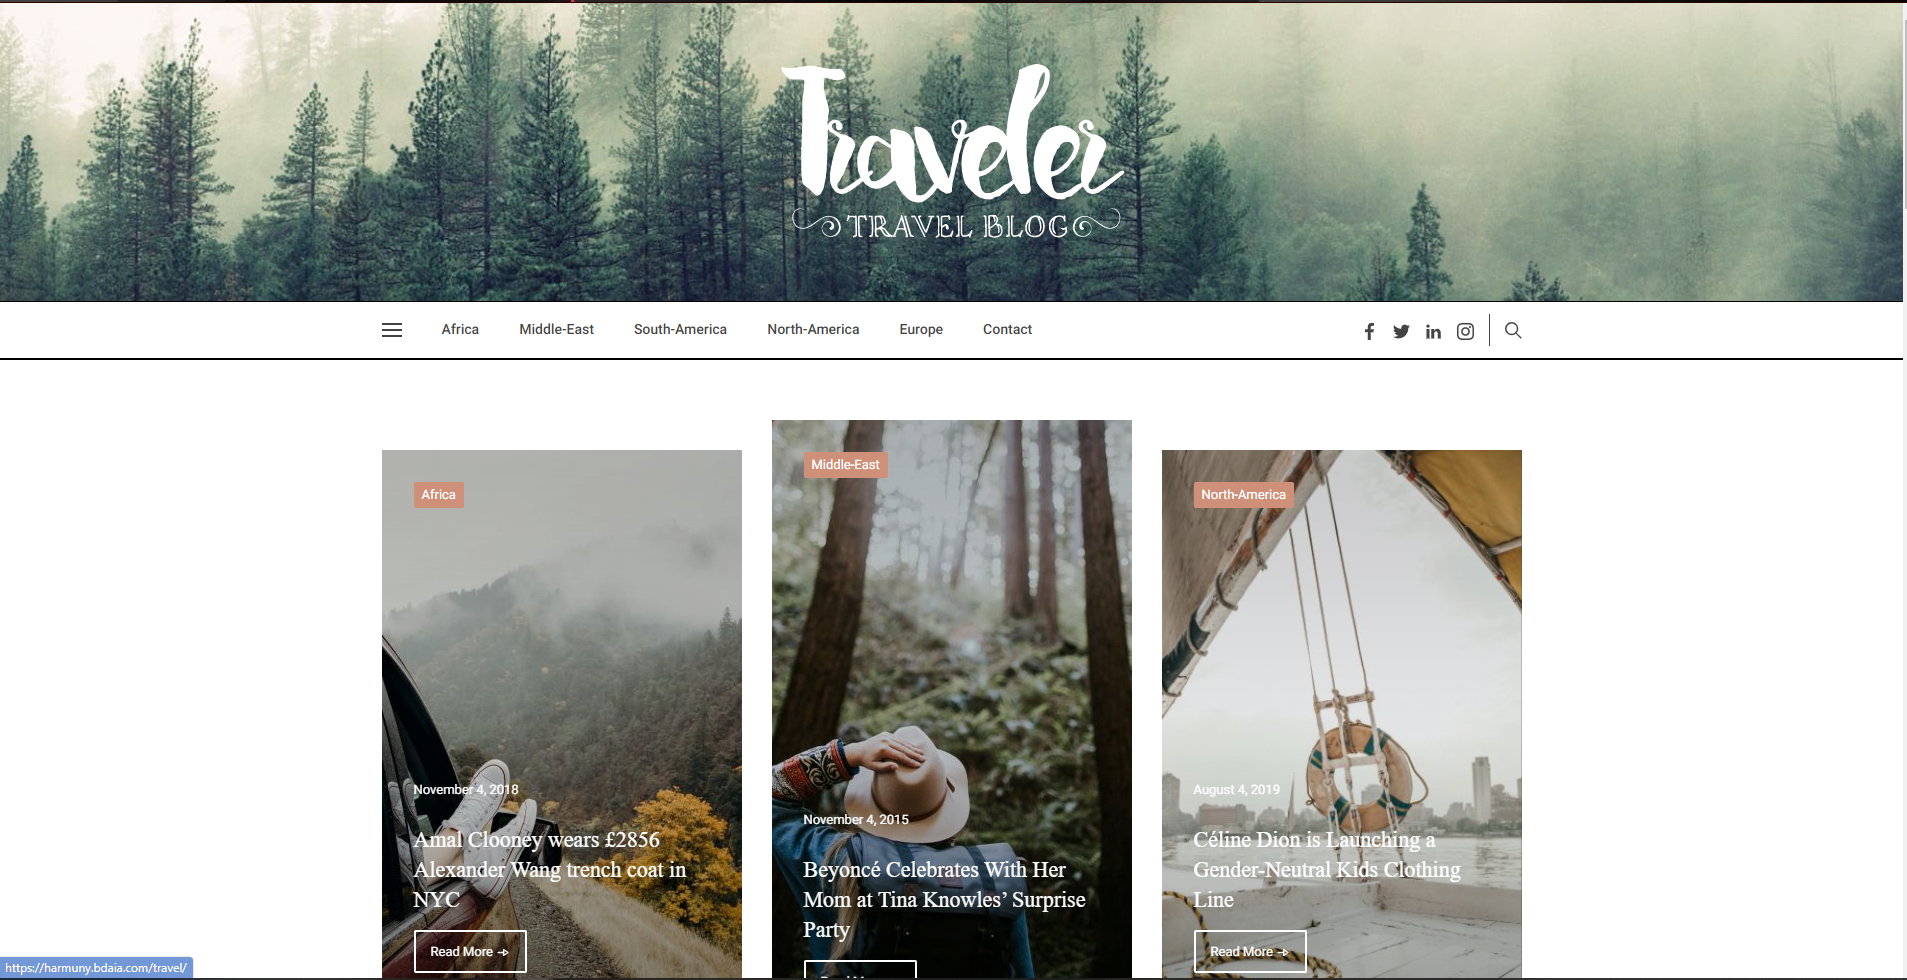 Traveler
TRAVEL BLOG
Africa
Middle-East
South-America
North-America
Europe
Contact
Africa
November 4, 2018
Amal Clooney wears £2856
Alexander Wang trench coat in
NYC
Read More
Middle-East
November 4, 2015
Beyoncé Celebrates With Her
Mom at Tina Knowles’ Surprise
Party
North-America
August 4, 2019
Céline Dion is Launching a
Gender-Neutral Kids Clothing
Line
Read More
https://harmuny.bdaia.com/travel/